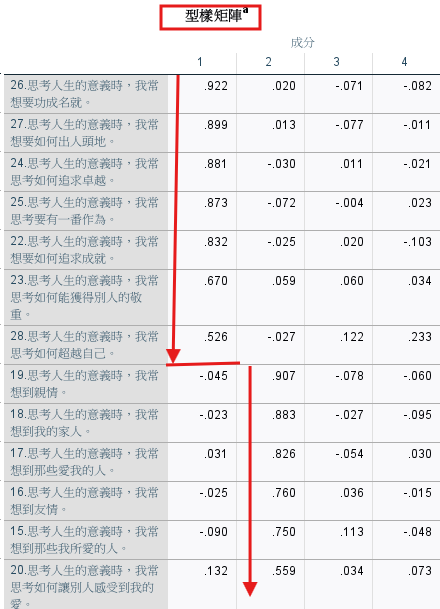 型樣矩陣a
成分
1 2 3 4
26.思考人生的意義時，我常 .922 .020 -.071 -.082
想要功成名就。
27.思考人生的意義時，我常 .899 .013 -.077 -.011
想要如何出人頭地。
24.思考人生的意義時，我常 .881 -.030 .011 -.021
思考如何追求卓越。
25.思考人生的意義時，我常 .873 -.072 -.004 .023
思考要有一番作為。
22.思考人生的意義時，我常 .832 -.025 .020 -.103
想要如何追求成就。
23.思考人生的意義時，我常 .670 .059 .060 .034
思考如何能獲得別人的敬
重。
28.思考人生的意義時，我常 .526 -.027 .122 .233
思考如何超越自己。
19.思考人生的意義時，我常 -.045 .907 -.078 -.060
想到親情。
18.思考人生的意義時，我常 -.023 .883 -.027 -.095
想到我的家人。
17.思考人生的意義時，我常 .031 .826 -.054 .030
想到那些愛我的人。
16.思考人生的意義時，我常 -.025 .760 .036 -.015
想到友情。
15.思考人生的意義時，我常 -.090 .750 .113 -.048
想到那些我所愛的人。
20.思考人生的意義時，我常 .132 .559 .034 .073
思考如何讓別人感受到我的
愛。